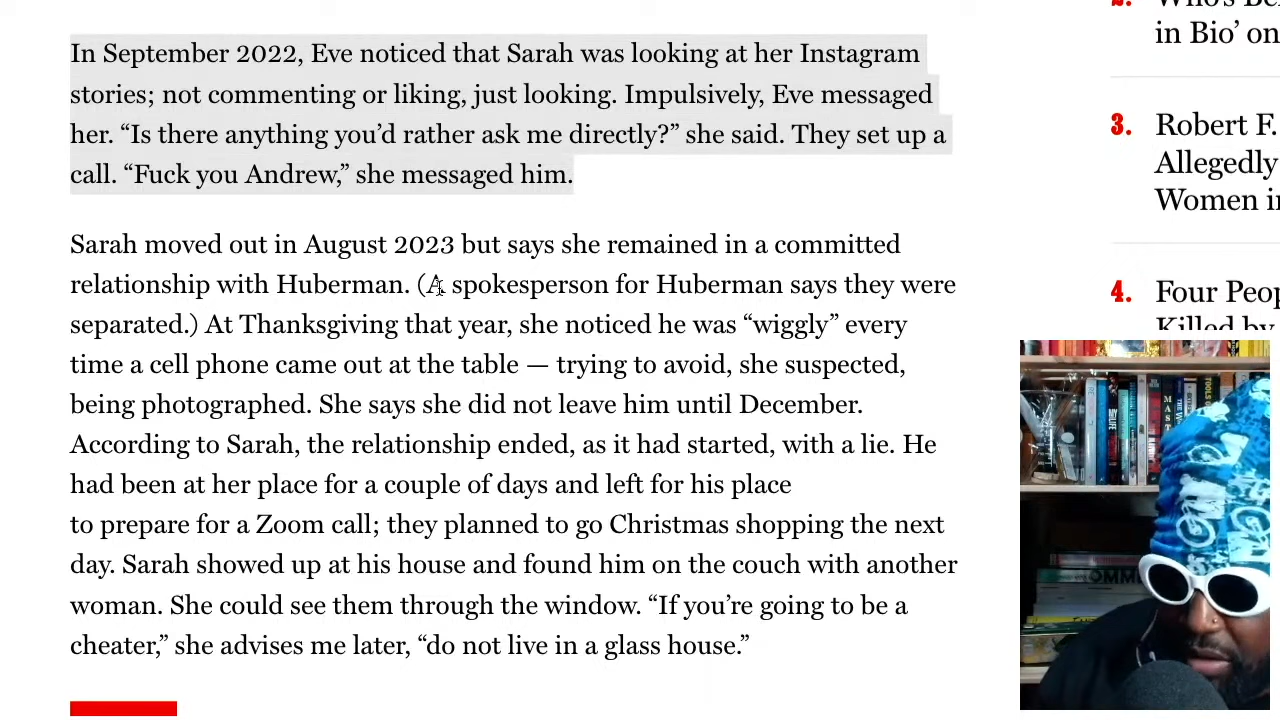 In September 2022, Eve noticed that Sarah was looking at her Instagram
stories; not commenting or liking, just looking. Impulsively, Eve messaged
her. “Is there anything you’d rather ask me directly?” she said. They set up a
call. “Fuck you Andrew,” she messaged him.
Sarah moved out in August 2023 but says she remained in a committed
relationship with Huberman. (A spokesperson for Huberman says they were
separated.) At Thanksgiving that year, she noticed he was “wiggly” every
time a cell phone came out at the table — trying to avoid, she suspected,
being photographed. She says she did not leave him until December.
According to Sarah, the relationship ended, as it had started, with a lie. He
had been at her place for a couple of days and left for his place
to prepare for a Zoom call; they planned to go Christmas shopping the next
day. Sarah showed up at his house and found him on the couch with another
woman. She could see them through the window. “If you’re going to be a
cheater,” she advises me later, “do not live in a glass house.”
2. Who’s Be
in Bio’ on
3. Robert F.
Allegedly
Women in
4. Four Peop
Killed by